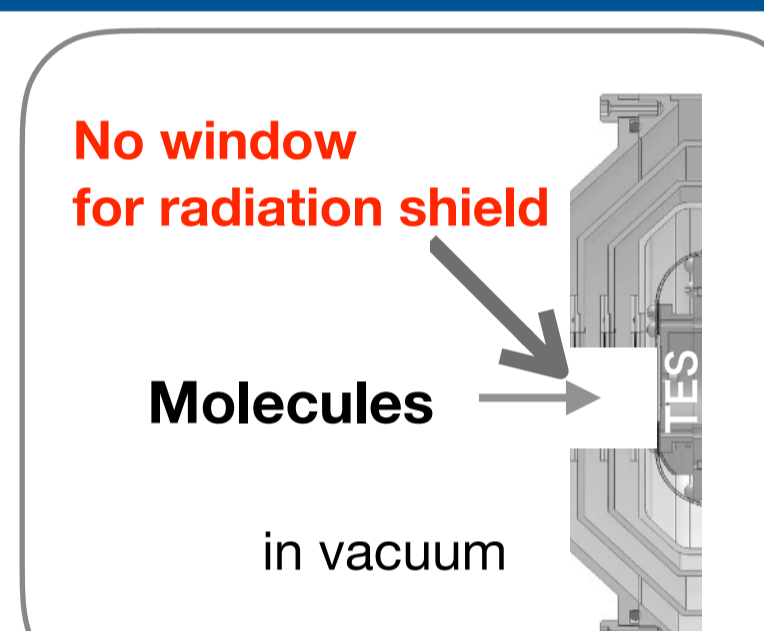 No window
for radiation shield
TES
Molecules
in vacuum